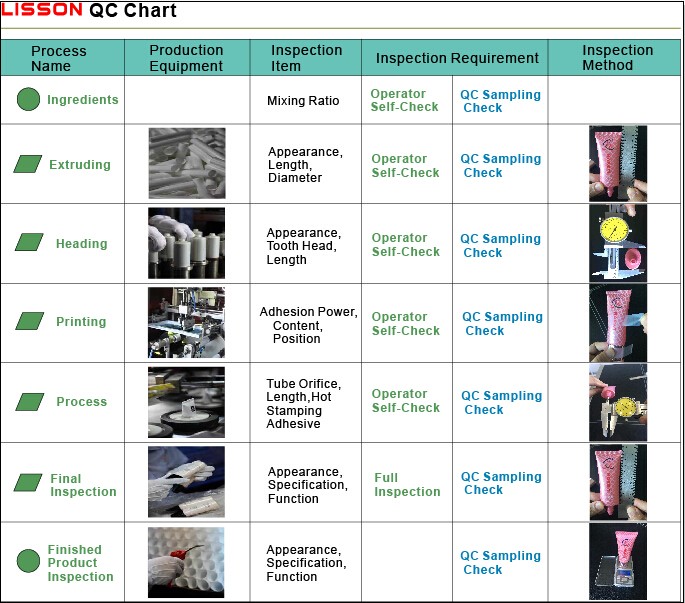 LISSON QC Chart
Process Name
Production Equipment
Inspection Item
Inspection Requirement
Inspection Method
Ingredients
Mixing Ratio
Operator Self-Check
QC Sampling Check
Extruding
Appearance,
Length,
Diameter
Operator Self-Check
QC Sampling Check
Heading
Appearance,
Tooth Head,
Length
Operator Self-Check
QC Sampling Check
Printing
Adhesion Power,
Content,
Position
Operator Self-Check
QC Sampling Check
Process
Tube Orifice,
Length,Hot
Stamping
Adhesive
Operator Self-Check
QC Sampling Check
Final Inspection
Appearance,
Specification,
Function
Full Inspection
QC Sampling Check
Finished Product Inspection
Appearance,
Specification,
Function
QC Sampling Check